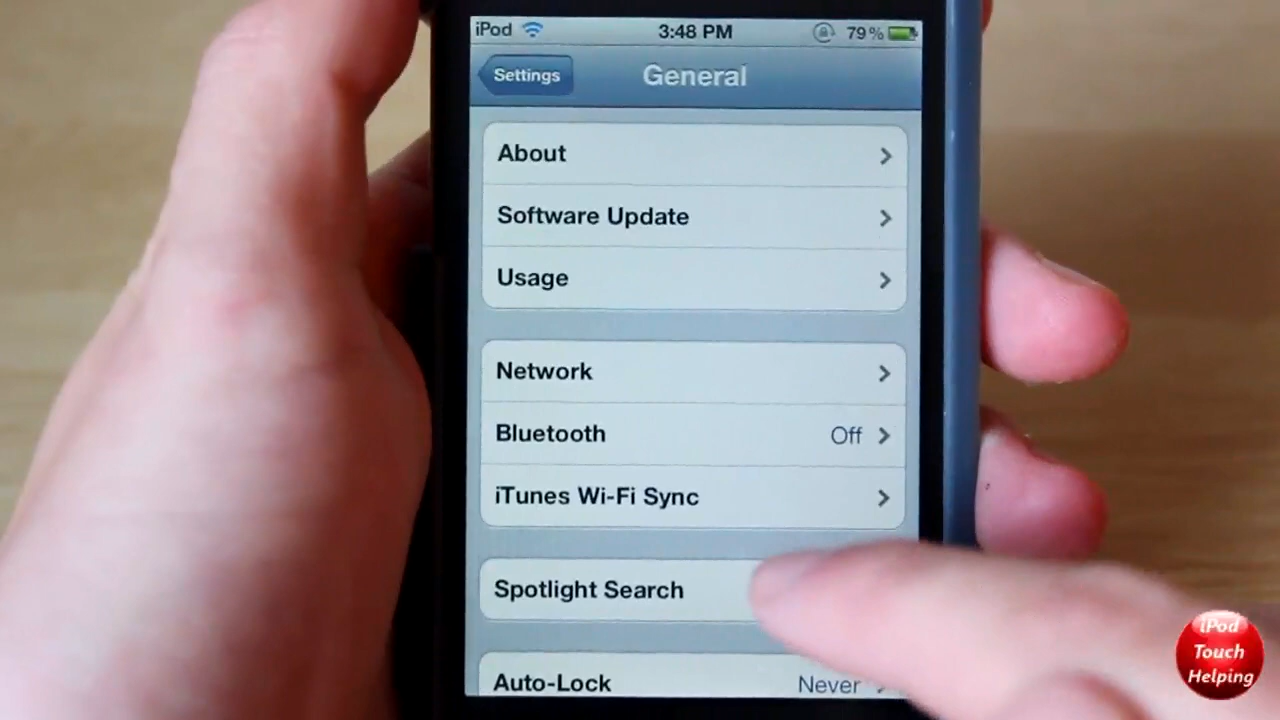 iPod 3:48 PM 79%
Settings General
About
Software Update
Usage
Network
Bluetooth Off
iTunes Wi-Fi Sync
Spotlight Search
Auto-Lock Never
iPod
Touch
Helping